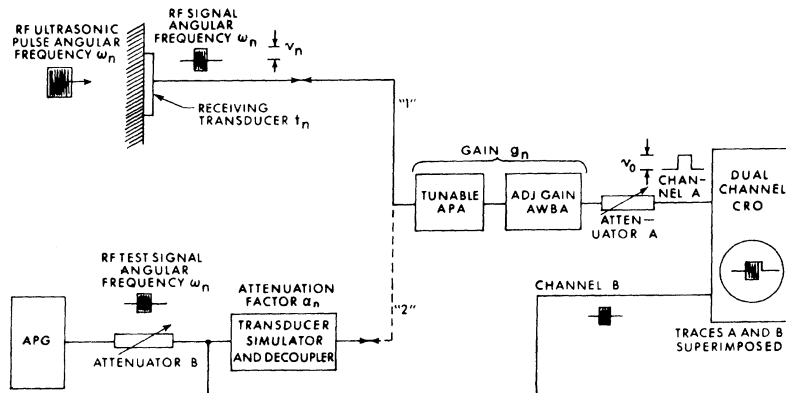 RF ULTRASONIC
PULSE ANGULAR
FREQUENCY ωn
RF SIGNAL
ANGULAR
FREQUENCY ωn
νn
RECEIVING
TRANSDUCER tn
"1"
GAIN gn
TUNABLE
APA
ADJ GAIN
AWBA
ν0
CHAN-
NEL A
ATTEN-
UATOR A
DUAL
CHANNEL
CRO
TRACES A AND B
SUPERIMPOSED
CHANNEL B
RF TEST SIGNAL
ANGULAR
FREQUENCY ωn
APG
ATTENUATOR B
ATTENUATION
FACTOR αn
TRANSDUCER
SIMULATOR
AND DECOUPLER
"2"